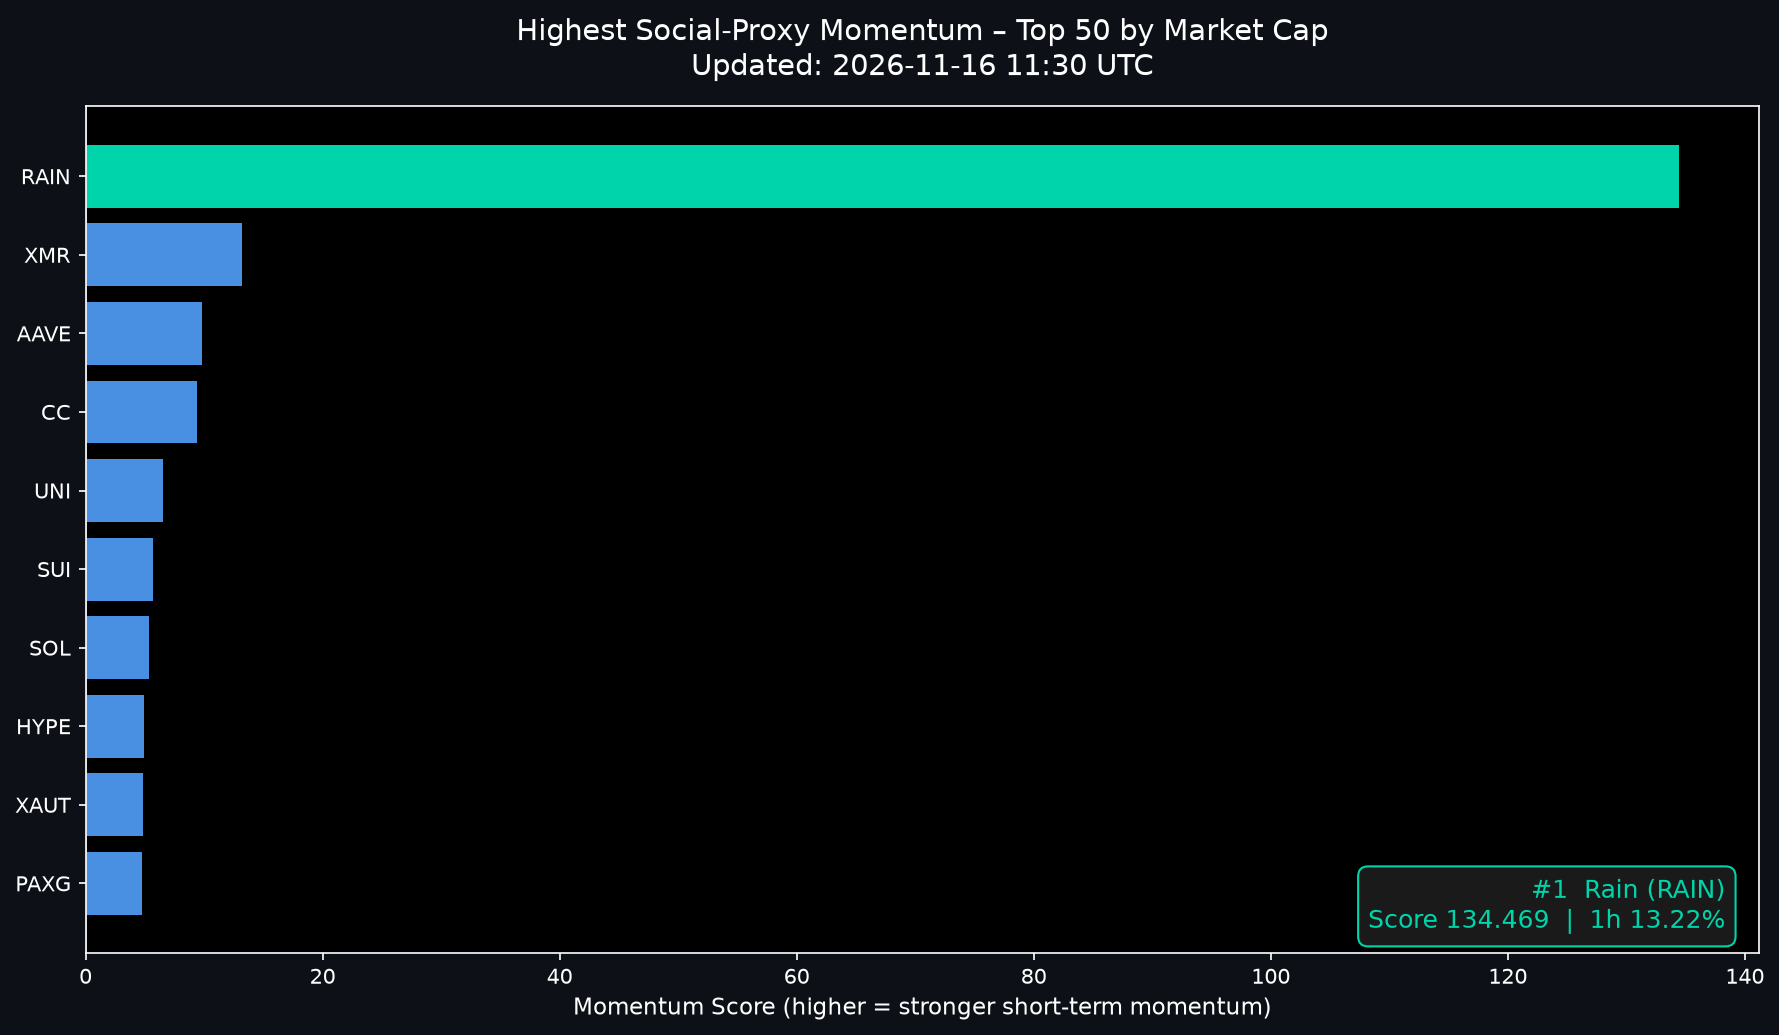 Highest Social-Proxy Momentum – Top 50 by Market Cap
Updated: 2026-11-16 11:30 UTC
RAIN
XMR
AAVE
CC
UNI
SUI
SOL
HYPE
XAUT
PAXG
#1  Rain (RAIN)
Score 134.469  |  1h 13.22%
0 20 40 60 80 100 120 140
Momentum Score (higher = stronger short-term momentum)